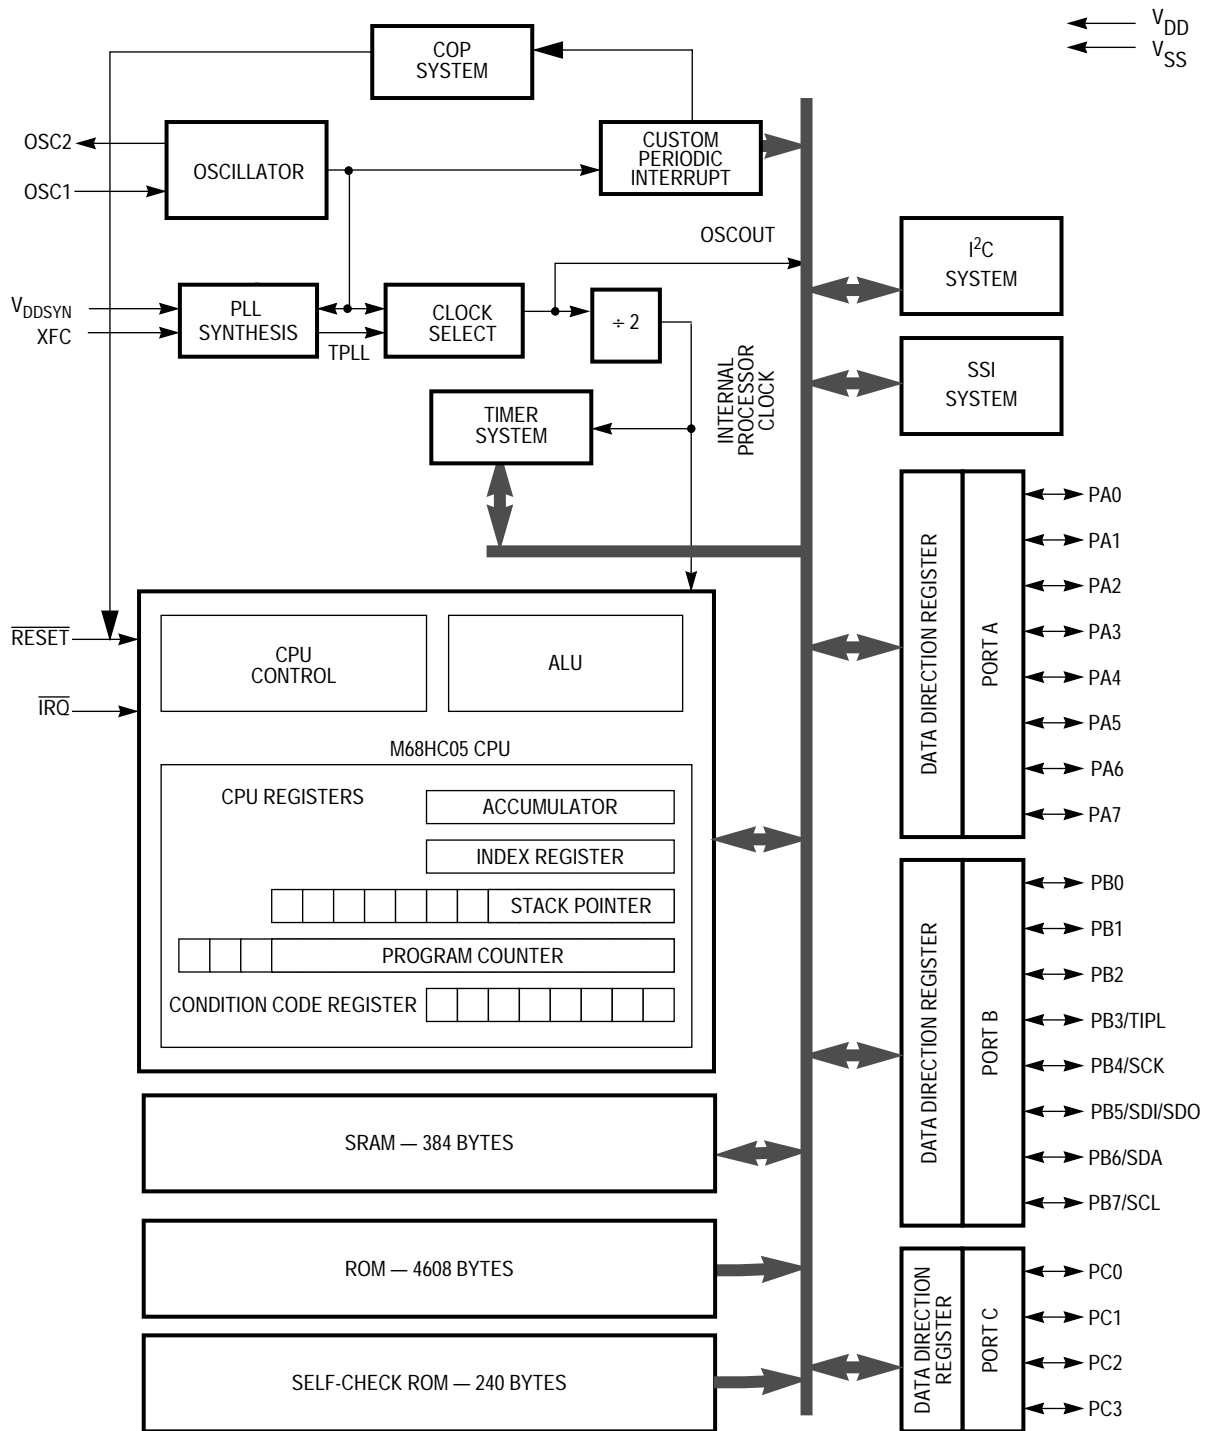 V_DD
V_SS
COP
SYSTEM
OSC2
OSC1
OSCILLATOR
CUSTOM
PERIODIC
INTERRUPT
OSCOUT
I²C
SYSTEM
V_DDSYN
XFC
PLL
SYNTHESIS
TPLL
CLOCK
SELECT
÷ 2
INTERNAL
PROCESSOR
CLOCK
SSI
SYSTEM
TIMER
SYSTEM
DATA DIRECTION REGISTER
PORT A
PA0
PA1
PA2
PA3
PA4
PA5
PA6
PA7
RESET
IRQ
CPU
CONTROL
ALU
M68HC05 CPU
CPU REGISTERS
ACCUMULATOR
INDEX REGISTER
STACK POINTER
PROGRAM COUNTER
CONDITION CODE REGISTER
DATA DIRECTION REGISTER
PORT B
PB0
PB1
PB2
PB3/TIPL
PB4/SCK
PB5/SDI/SDO
PB6/SDA
PB7/SCL
SRAM — 384 BYTES
ROM — 4608 BYTES
SELF-CHECK ROM — 240 BYTES
DATA DIRECTION
REGISTER
PORT C
PC0
PC1
PC2
PC3